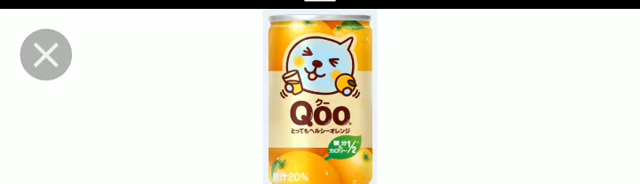 クー
Qoo®
とってもヘルシーオレンジ
糖分
カロリー 1/2
果汁20%